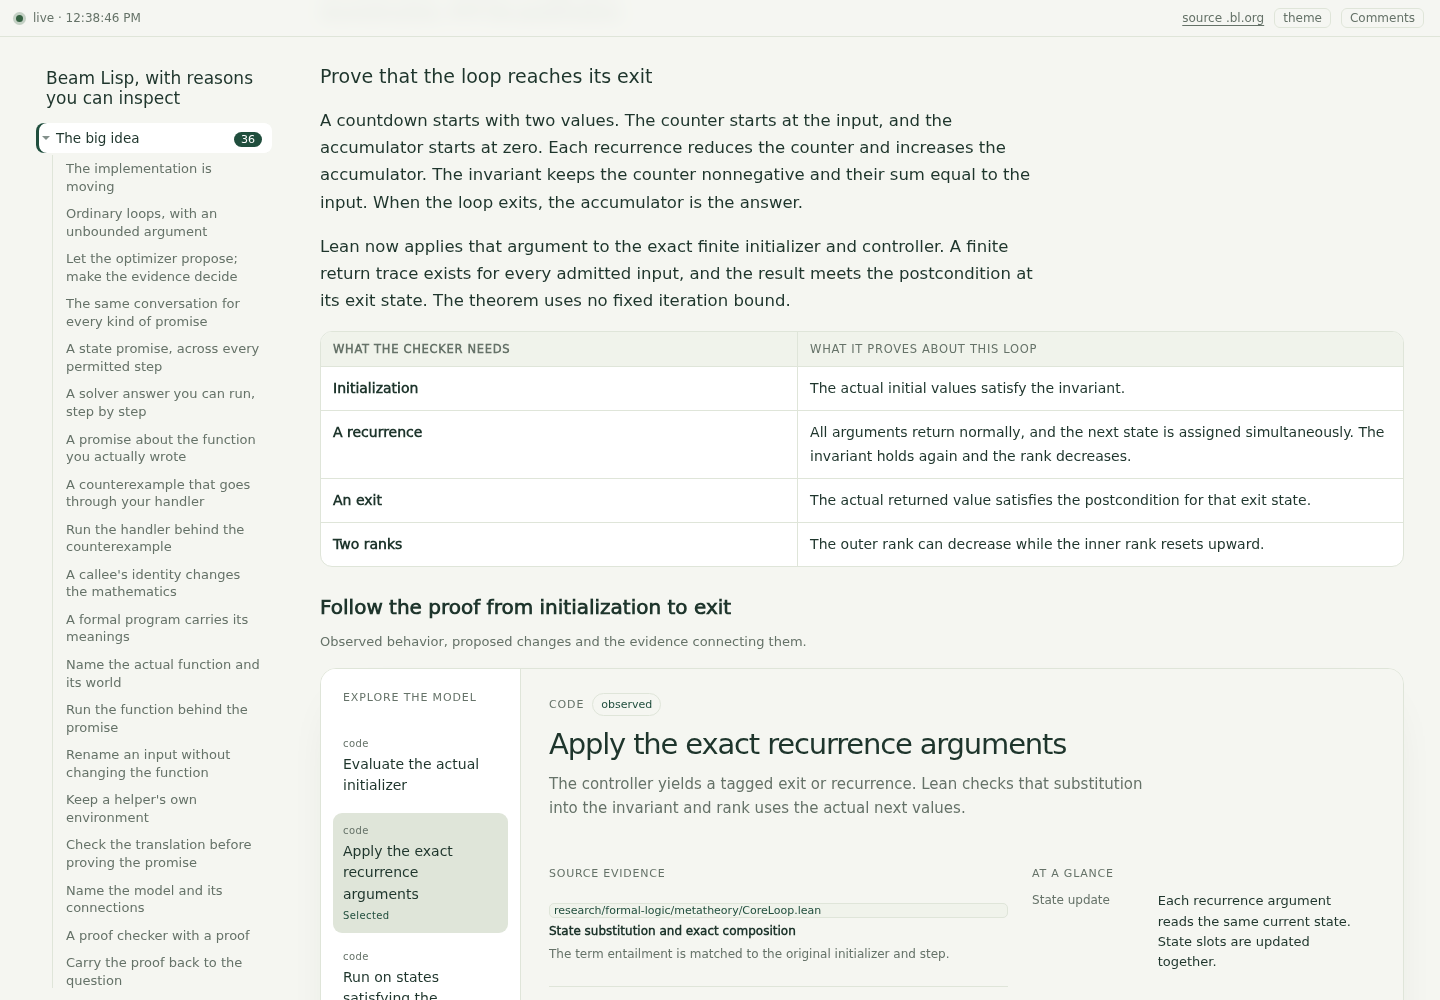 live · 12:38:46 PM
source .bl.org
theme
Comments
Beam Lisp, with reasons
you can inspect
The big idea
36
The implementation is
moving
Ordinary loops, with an
unbounded argument
Let the optimizer propose;
make the evidence decide
The same conversation for
every kind of promise
A state promise, across every
permitted step
A solver answer you can run,
step by step
A promise about the function
you actually wrote
A counterexample that goes
through your handler
Run the handler behind the
counterexample
A callee's identity changes
the mathematics
A formal program carries its
meanings
Name the actual function and
its world
Run the function behind the
promise
Rename an input without
changing the function
Keep a helper's own
environment
Check the translation before
proving the promise
Name the model and its
connections
A proof checker with a proof
Carry the proof back to the
question
Prove that the loop reaches its exit
A countdown starts with two values. The counter starts at the input, and the
accumulator starts at zero. Each recurrence reduces the counter and increases the
accumulator. The invariant keeps the counter nonnegative and their sum equal to the
input. When the loop exits, the accumulator is the answer.
Lean now applies that argument to the exact finite initializer and controller. A finite
return trace exists for every admitted input, and the result meets the postcondition at
its exit state. The theorem uses no fixed iteration bound.
WHAT THE CHECKER NEEDS
WHAT IT PROVES ABOUT THIS LOOP
Initialization
The actual initial values satisfy the invariant.
A recurrence
All arguments return normally, and the next state is assigned simultaneously. The
invariant holds again and the rank decreases.
An exit
The actual returned value satisfies the postcondition for that exit state.
Two ranks
The outer rank can decrease while the inner rank resets upward.
Follow the proof from initialization to exit
Observed behavior, proposed changes and the evidence connecting them.
EXPLORE THE MODEL
code
Evaluate the actual
initializer
code
Apply the exact
recurrence
arguments
Selected
code
Run on states
satisfying the
CODE
observed
Apply the exact recurrence arguments
The controller yields a tagged exit or recurrence. Lean checks that substitution
into the invariant and rank uses the actual next values.
SOURCE EVIDENCE
research/formal-logic/metatheory/CoreLoop.lean
State substitution and exact composition
The term entailment is matched to the original initializer and step.
AT A GLANCE
State update
Each recurrence argument
reads the same current state.
State slots are updated
together.